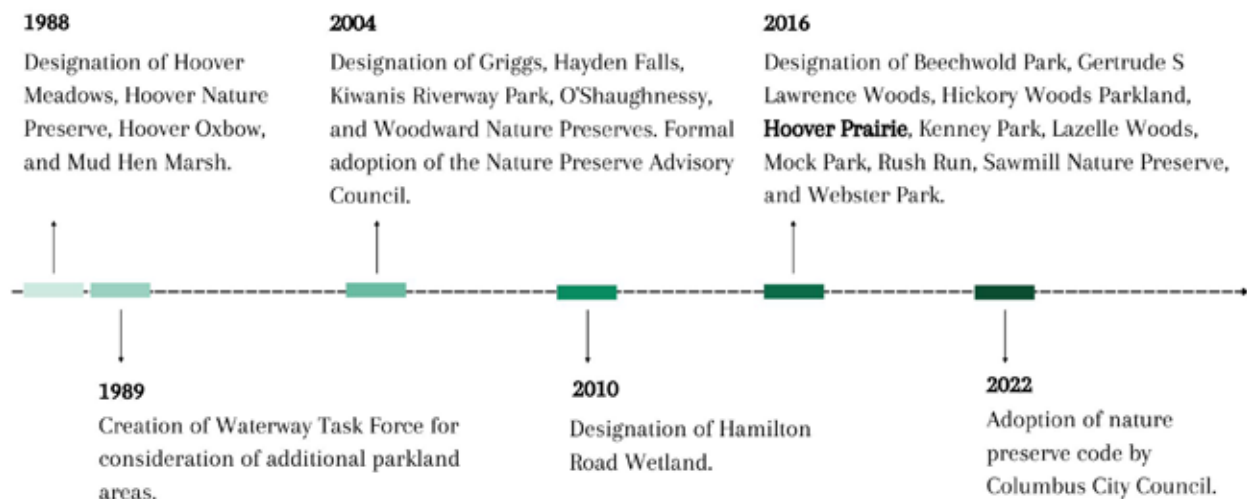 1988
Designation of Hoover
Meadows, Hoover Nature
Preserve, Hoover Oxbow,
and Mud Hen Marsh.
2004
Designation of Griggs, Hayden Falls,
Kiwanis Riverway Park, O'Shaughnessy,
and Woodward Nature Preserves. Formal
adoption of the Nature Preserve Advisory
Council.
2016
Designation of Beechwold Park, Gertrude S
Lawrence Woods, Hickory Woods Parkland,
Hoover Prairie, Kenney Park, Lazelle Woods,
Mock Park, Rush Run, Sawmill Nature Preserve,
and Webster Park.
1989
Creation of Waterway Task Force for
consideration of additional parkland
areas.
2010
Designation of Hamilton
Road Wetland.
2022
Adoption of nature
preserve code by
Columbus City Council.